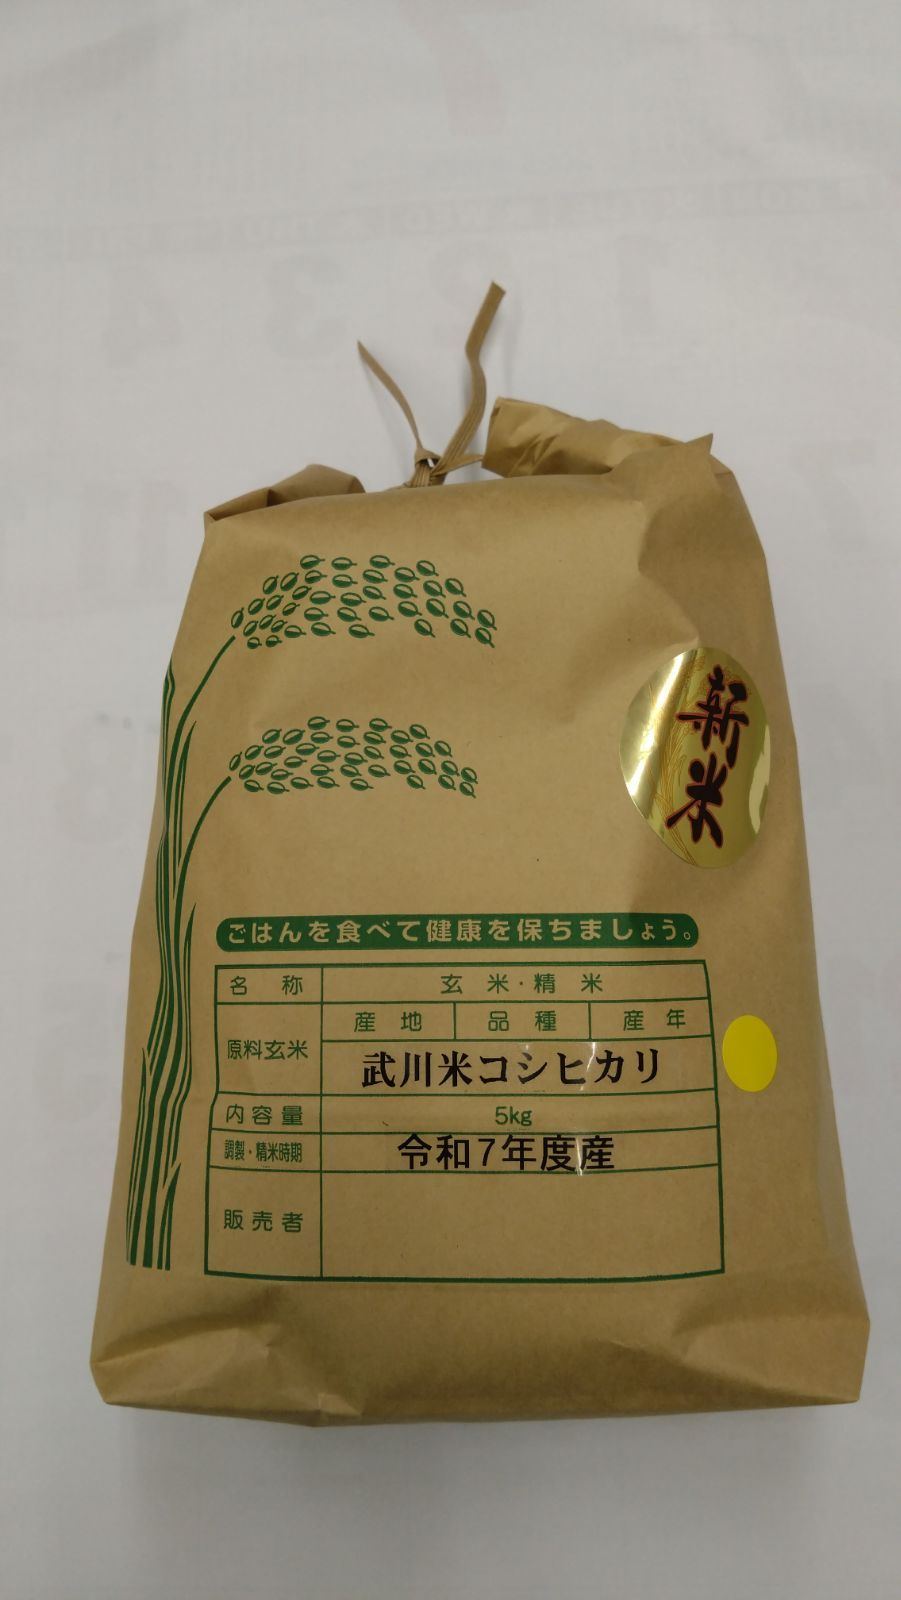 新米
ごはんを食べて健康を保ちましょう。
名称 玄米・精米
原料玄米 産地 品種 産年
武川米コシヒカリ
内容量 5kg
調製・精米時期 令和7年度産
販売者